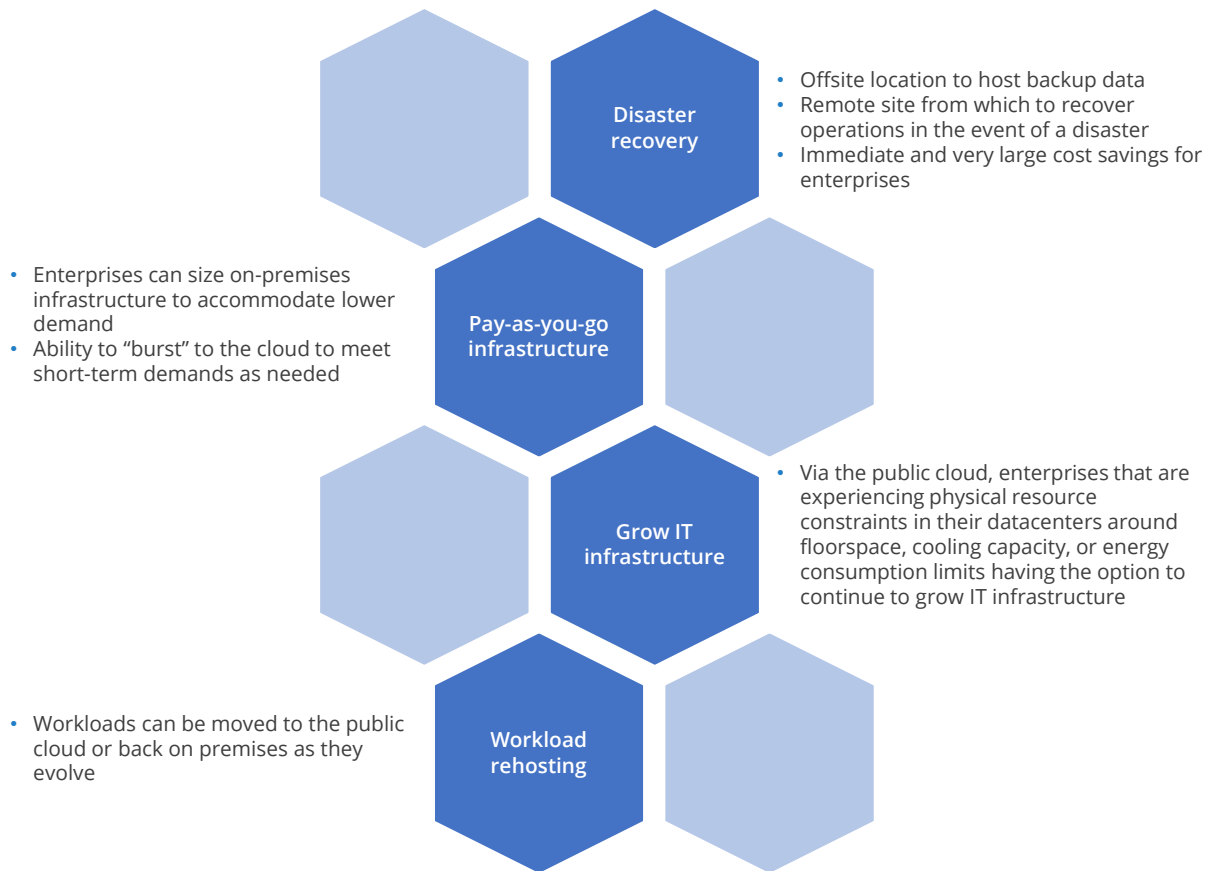 Disaster
recovery
• Offsite location to host backup data
• Remote site from which to recover
operations in the event of a disaster
• Immediate and very large cost savings for
enterprises
• Enterprises can size on-premises
infrastructure to accommodate lower
demand
• Ability to “burst” to the cloud to meet
short-term demands as needed
Pay-as-you-go
infrastructure
Grow IT
infrastructure
• Via the public cloud, enterprises that are
experiencing physical resource
constraints in their datacenters around
floorspace, cooling capacity, or energy
consumption limits having the option to
continue to grow IT infrastructure
• Workloads can be moved to the public
cloud or back on premises as they
evolve
Workload
rehosting